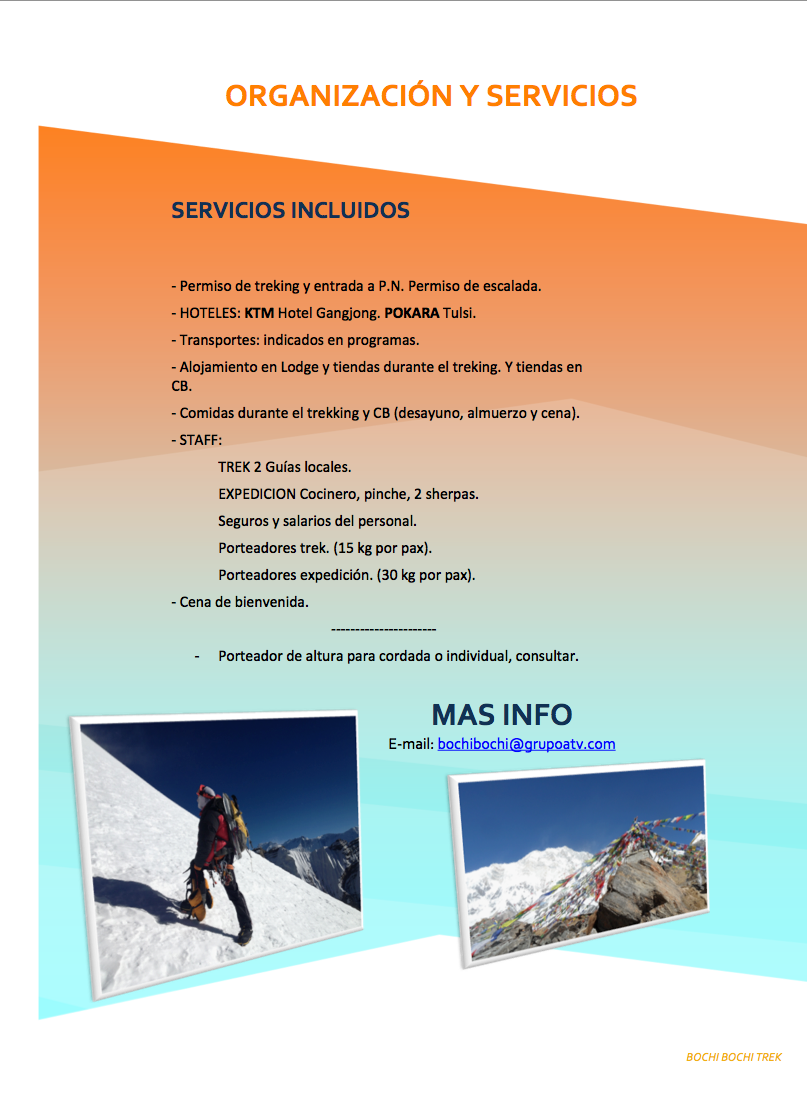 ORGANIZACIÓN Y SERVICIOS
SERVICIOS INCLUIDOS
- Permiso de treking y entrada a P.N. Permiso de escalada.
- HOTELES: KTM Hotel Gangjong. POKARA Tulsi.
- Transportes: indicados en programas.
- Alojamiento en Lodge y tiendas durante el treking. Y tiendas en
CB.
- Comidas durante el trekking y CB (desayuno, almuerzo y cena).
- STAFF:
TREK 2 Guías locales.
EXPEDICION Cocinero, pinche, 2 sherpas.
Seguros y salarios del personal.
Porteadores trek. (15 kg por pax).
Porteadores expedición. (30 kg por pax).
- Cena de bienvenida.
----------------------
- Porteador de altura para cordada o individual, consultar.
MAS INFO
E-mail: bochibochi@grupoatv.com
BOCHI BOCHI TREK